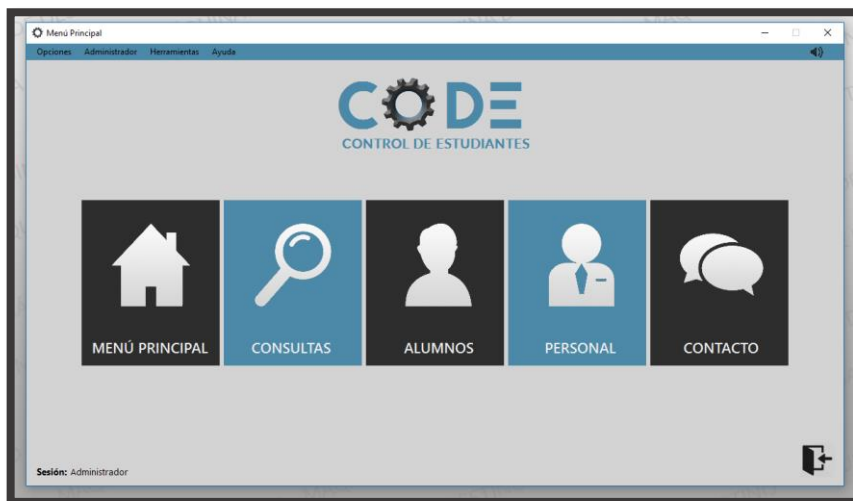 Menú Principal
Opciones Administrador Herramientas Ayuda
CODE
CONTROL DE ESTUDIANTES
MENÚ PRINCIPAL CONSULTAS ALUMNOS PERSONAL CONTACTO
Sesión: Administrador